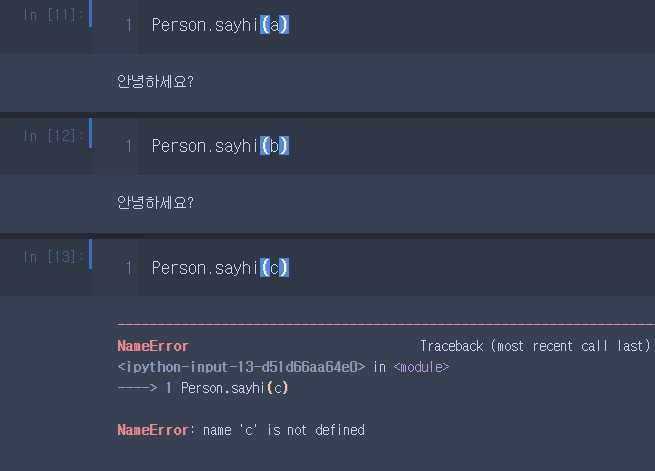 In [11]:
1 Person.sayhi(a)
안녕하세요?
In [12]:
1 Person.sayhi(b)
안녕하세요?
In [13]:
1 Person.sayhi(c)
---------------------------------------------------------------------------
NameError Traceback (most recent call last)
<ipython-input-13-d51d66aa64e0> in <module>
----> 1 Person.sayhi(c)
NameError: name 'c' is not defined